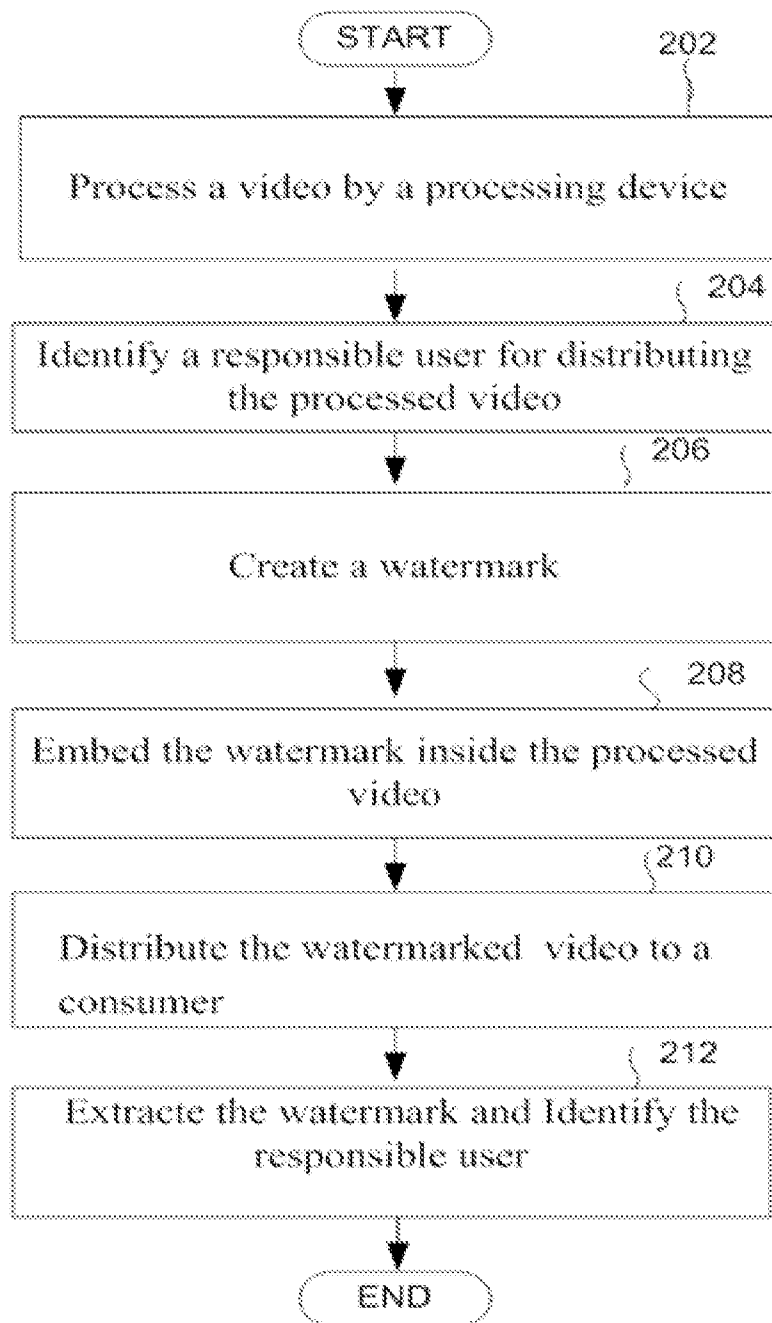 START
202
Process a video by a processing device
204
Identify a responsible user for distributing
the processed video
206
Create a watermark
208
Embed the watermark inside the processed
video
210
Distribute the watermarked video to a
consumer
212
Extracte the watermark and Identify the
responsible user
END